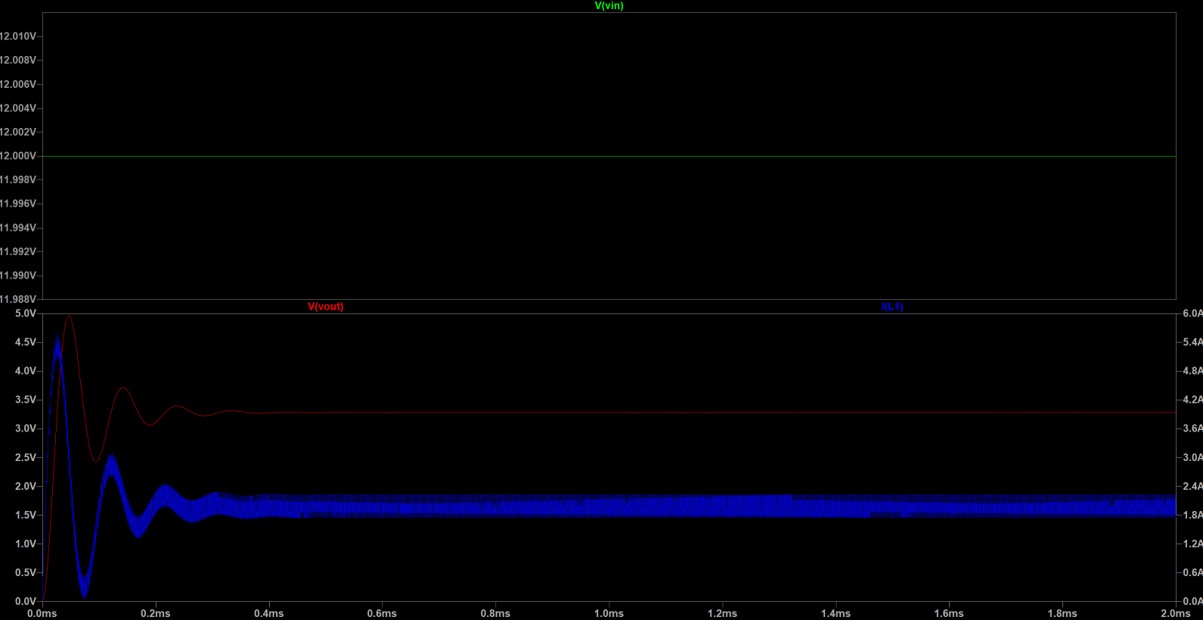 V(vin)
12.010V
12.008V
12.006V
12.004V
12.002V
12.000V
11.998V
11.996V
11.994V
11.992V
11.990V
11.988V
V(vout) I(L1)
5.0V 6.0A
4.5V 5.4A
4.0V 4.8A
3.5V 4.2A
3.0V 3.6A
2.5V 3.0A
2.0V 2.4A
1.5V 1.8A
1.0V 1.2A
0.5V 0.6A
0.0V 0.0A
0.0ms 0.2ms 0.4ms 0.6ms 0.8ms 1.0ms 1.2ms 1.4ms 1.6ms 1.8ms 2.0ms